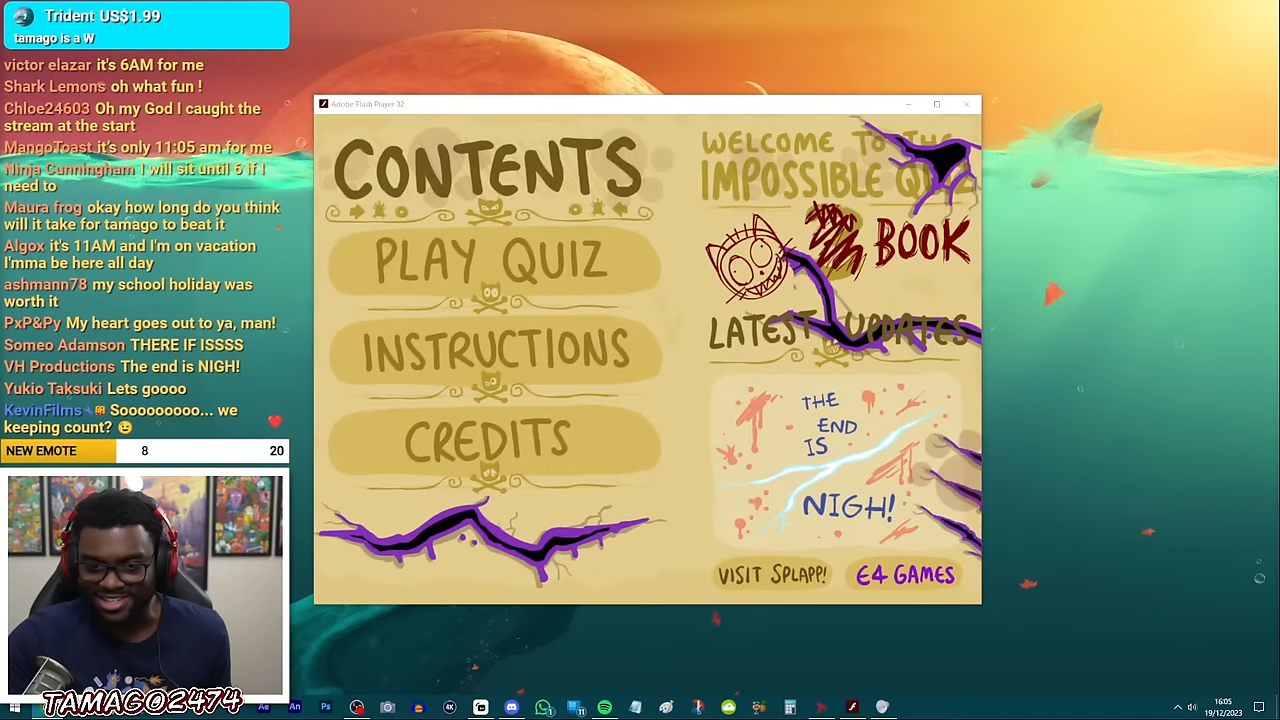 Trident US$1.99
tamago is a W
victor elazar it's 6AM for me
Shark Lemons oh what fun !
Chloe24603 Oh my God I caught the
stream at the start
MangoToast it's only 11:05 am for me
Ninja Cunningham I will sit until 6 if I
need to
Maura frog okay how long do you think
will it take for tamago to beat it
Algox it's 11AM and I'm on vacation
I'mma be here all day
ashmann78 my school holiday was
worth it
PxP&Py My heart goes out to ya, man!
Someo Adamson THERE IF ISSSS
VH Productions The end is NIGH!
Yukio Taksuki Lets goooo
KevinFilms Sooooooooo... we
keeping count?
NEW EMOTE 8 20
Adobe Flash Player 32
CONTENTS
PLAY QUIZ
INSTRUCTIONS
CREDITS
WELCOME TO THE
IMPOSSIBLE QUIZ
BOOK
LATEST UPDATES
THE
END
IS
NIGH!
VISIT SPLAPP!
E4 GAMES
TAMAGO2474
Ae An Ps 4K 1 11
16:05
19/12/2023